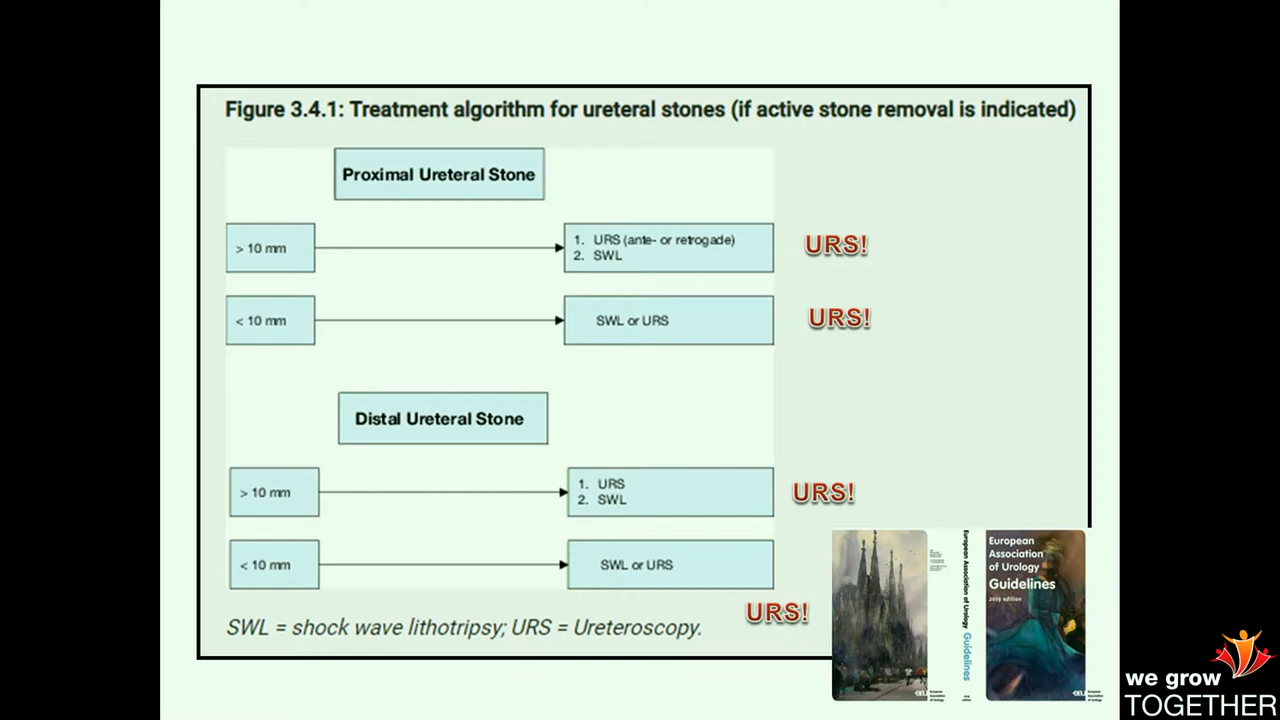 Figure 3.4.1: Treatment algorithm for ureteral stones (if active stone removal is indicated)
Proximal Ureteral Stone
> 10 mm
1. URS (ante- or retrogade)
2. SWL
URS!
< 10 mm
SWL or URS
URS!
Distal Ureteral Stone
> 10 mm
1. URS
2. SWL
URS!
< 10 mm
SWL or URS
URS!
SWL = shock wave lithotripsy; URS = Ureteroscopy.
European Association of Urology Guidelines
European
Association
of Urology
Guidelines
2019 edition
we grow
TOGETHER